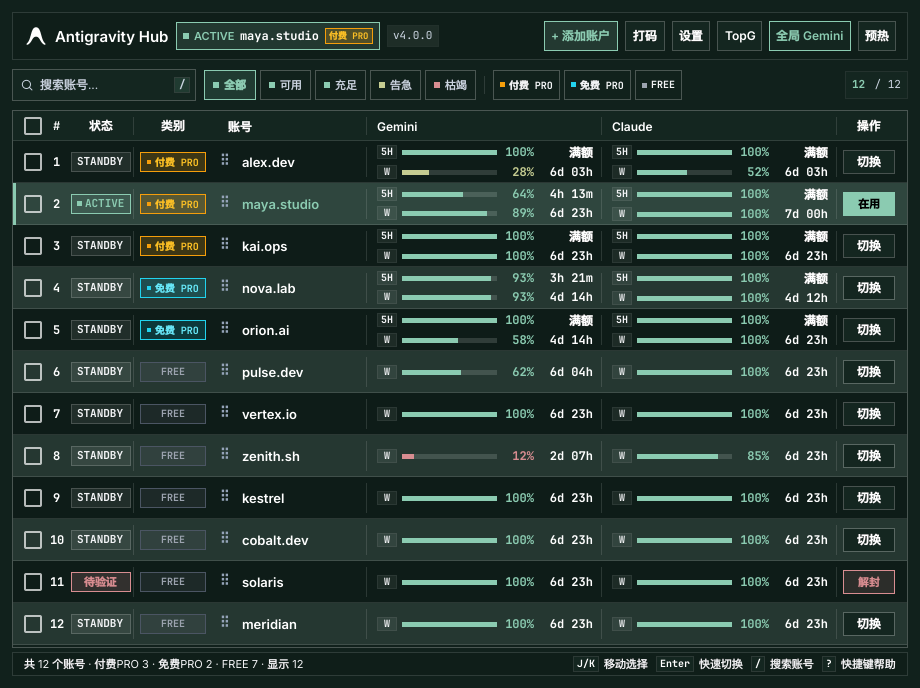 Antigravity Hub ACTIVE maya.studio 付费 PRO v4.0.0 + 添加账户 打码 设置 TopG 全局 Gemini 预热
搜索账号... / 全部 可用 充足 告急 枯竭 付费 PRO 免费 PRO FREE 12 / 12
# 状态 类别 账号 Gemini Claude 操作
1 STANDBY 付费 PRO alex.dev 5H 100% 满额 5H 100% 满额 切换
W 28% 6d 03h W 52% 6d 03h
2 ACTIVE 付费 PRO maya.studio 5H 64% 4h 13m 5H 100% 满额 在用
W 89% 6d 23h W 100% 7d 00h
3 STANDBY 付费 PRO kai.ops 5H 100% 满额 5H 100% 满额 切换
W 100% 6d 23h W 100% 6d 23h
4 STANDBY 免费 PRO nova.lab 5H 93% 3h 21m 5H 100% 满额 切换
W 93% 4d 14h W 100% 4d 12h
5 STANDBY 免费 PRO orion.ai 5H 100% 满额 5H 100% 满额 切换
W 58% 4d 14h W 100% 6d 23h
6 STANDBY FREE pulse.dev W 62% 6d 04h W 100% 6d 23h 切换
7 STANDBY FREE vertex.io W 100% 6d 23h W 100% 6d 23h 切换
8 STANDBY FREE zenith.sh W 12% 2d 07h W 85% 6d 23h 切换
9 STANDBY FREE kestrel W 100% 6d 23h W 100% 6d 23h 切换
10 STANDBY FREE cobalt.dev W 100% 6d 23h W 100% 6d 23h 切换
11 待验证 FREE solaris W 100% 6d 23h W 100% 6d 23h 解封
12 STANDBY FREE meridian W 100% 6d 23h W 100% 6d 23h 切换
共 12 个账号 · 付费PRO 3 · 免费PRO 2 · FREE 7 · 显示 12 J/K 移动选择 Enter 快速切换 / 搜索账号 ? 快捷键帮助